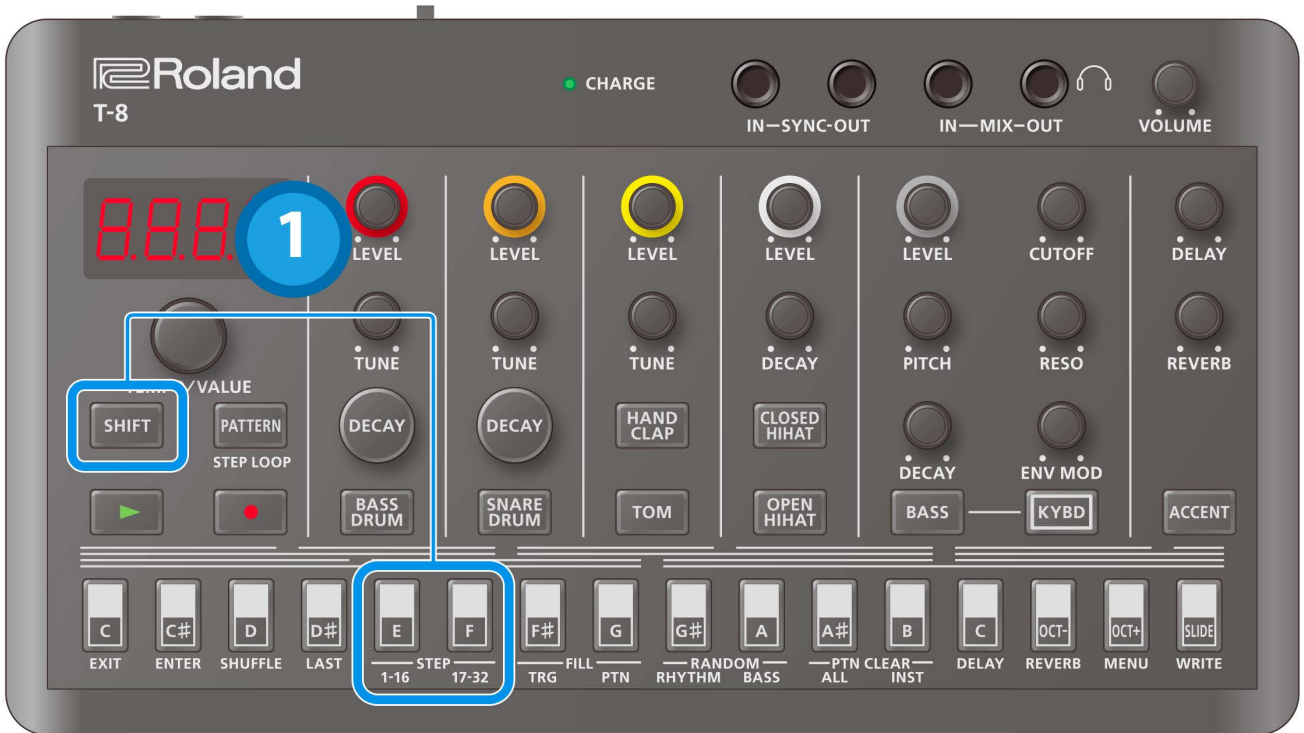 Roland
T-8
CHARGE
IN–SYNC–OUT
IN–MIX–OUT
VOLUME
8.8.8.
1
LEVEL
LEVEL
LEVEL
LEVEL
LEVEL
CUTOFF
DELAY
TUNE
TUNE
TUNE
DECAY
PITCH
RESO
REVERB
/VALUE
SHIFT
PATTERN
STEP LOOP
DECAY
DECAY
HAND
CLAP
CLOSED
HIHAT
DECAY
ENV MOD
BASS
DRUM
SNARE
DRUM
TOM
OPEN
HIHAT
BASS
KYBD
ACCENT
C
C#
D
D#
E
F
F#
G
G#
A
A#
B
C
OCT-
OCT+
SLIDE
EXIT
ENTER
SHUFFLE
LAST
STEP
1-16
17-32
FILL
TRG
PTN
RANDOM
RHYTHM
BASS
PTN CLEAR
ALL
INST
DELAY
REVERB
MENU
WRITE